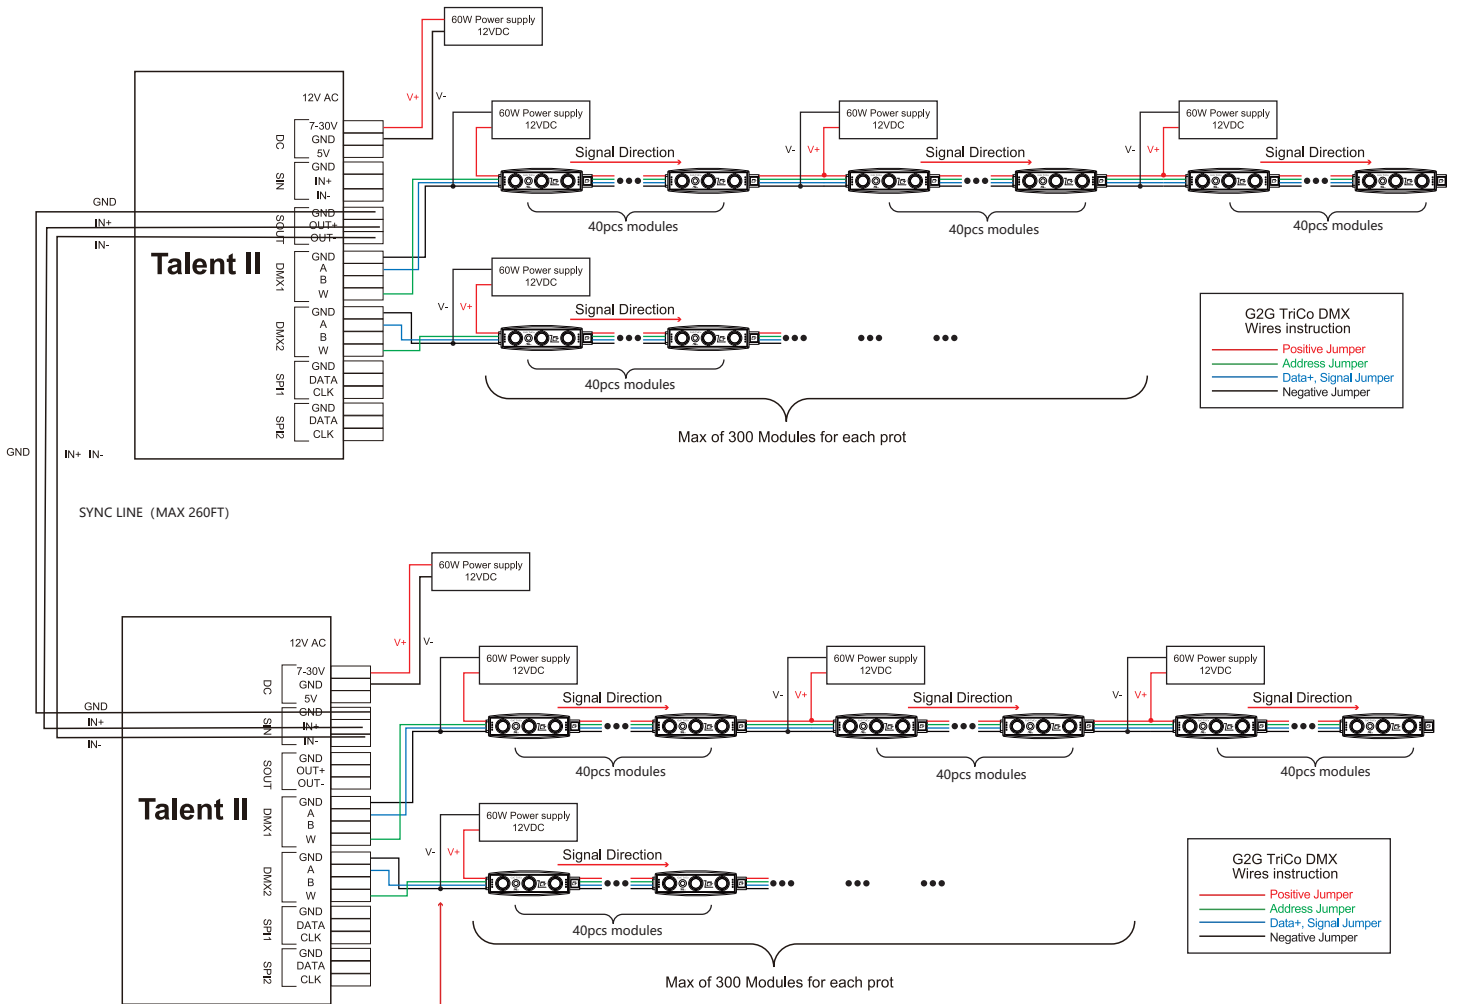 60W Power supply
12VDC
12V AC
V+
V-
DC
7-30V
GND
5V
SIN
GND
IN+
IN-
SOUT
GND
OUT+
OUT-
GND
IN+
IN-
Talent II
DMX1
GND
A
B
W
DMX2
GND
A
B
W
SPI1
GND
DATA
CLK
SPI2
GND
DATA
CLK
60W Power supply
12VDC
V-
V+
Signal Direction
40pcs modules
60W Power supply
12VDC
V-
V+
Signal Direction
40pcs modules
60W Power supply
12VDC
V-
V+
Signal Direction
40pcs modules
60W Power supply
12VDC
V-
V+
Signal Direction
40pcs modules
Max of 300 Modules for each prot
G2G TriCo DMX
Wires instruction
Positive Jumper
Address Jumper
Data+, Signal Jumper
Negative Jumper
GND
IN+ IN-
SYNC LINE (MAX 260FT)
60W Power supply
12VDC
12V AC
V+
V-
DC
7-30V
GND
5V
SIN
GND
IN+
IN-
GND
IN+
IN-
SOUT
GND
OUT+
OUT-
Talent II
DMX1
GND
A
B
W
DMX2
GND
A
B
W
SPI1
GND
DATA
CLK
SPI2
GND
DATA
CLK
60W Power supply
12VDC
V-
V+
Signal Direction
40pcs modules
60W Power supply
12VDC
V-
V+
Signal Direction
40pcs modules
60W Power supply
12VDC
V-
V+
Signal Direction
40pcs modules
60W Power supply
12VDC
V-
V+
Signal Direction
40pcs modules
Max of 300 Modules for each prot
G2G TriCo DMX
Wires instruction
Positive Jumper
Address Jumper
Data+, Signal Jumper
Negative Jumper